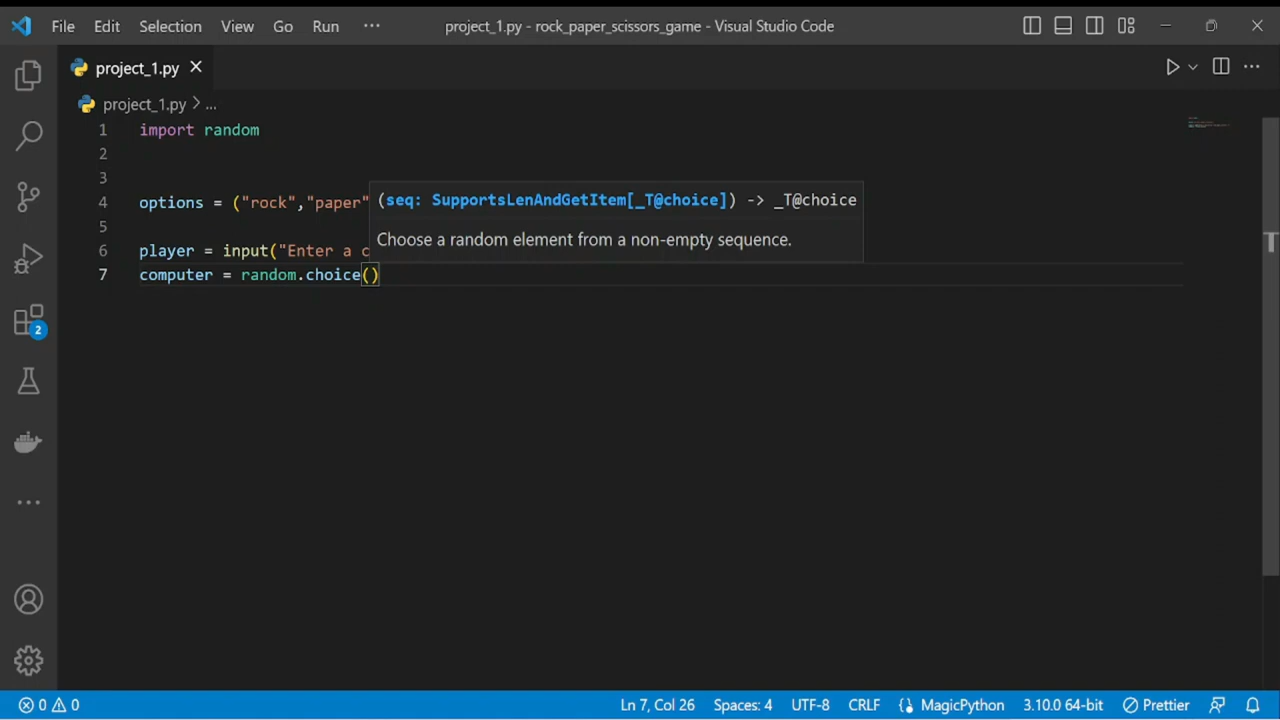 File Edit Selection View Go Run ··· project_1.py - rock_paper_scissors_game - Visual Studio Code
project_1.py
project_1.py > ...
1 import random
2
3
4 options = ("rock","paper"
(seq: SupportsLenAndGetItem[_T@choice]) -> _T@choice
5
Choose a random element from a non-empty sequence.
6 player = input("Enter a c
7 computer = random.choice()
2
0 0 Ln 7, Col 26 Spaces: 4 UTF-8 CRLF MagicPython 3.10.0 64-bit Prettier